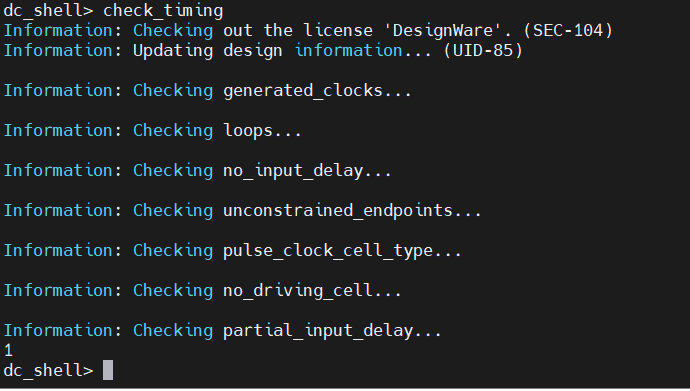 dc_shell> check_timing
Information: Checking out the license 'DesignWare'. (SEC-104)
Information: Updating design information... (UID-85)
Information: Checking generated_clocks...
Information: Checking loops...
Information: Checking no_input_delay...
Information: Checking unconstrained_endpoints...
Information: Checking pulse_clock_cell_type...
Information: Checking no_driving_cell...
Information: Checking partial_input_delay...
1
dc_shell>